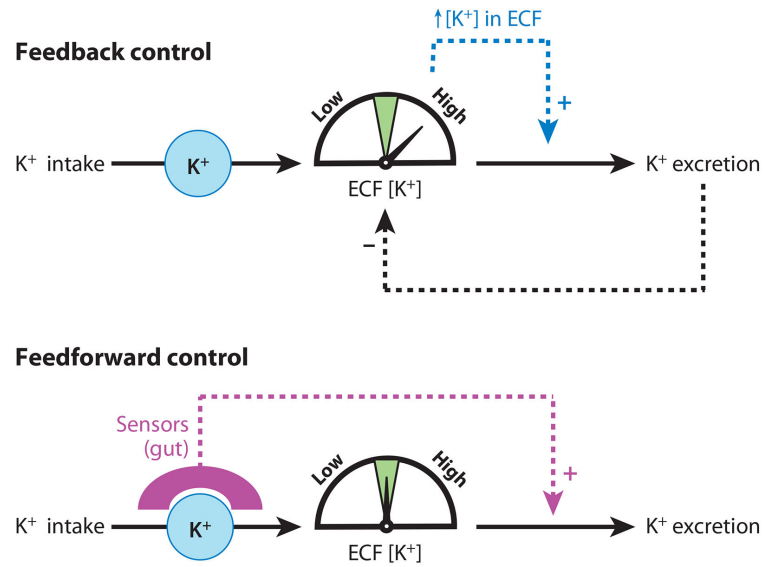 ↑[K⁺] in ECF
Feedback control
Low
High
+
K⁺ intake
K⁺
K⁺ excretion
ECF [K⁺]
–
Feedforward control
Sensors
(gut)
Low
High
+
K⁺ intake
K⁺
K⁺ excretion
ECF [K⁺]